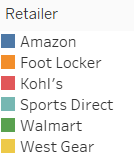 Retailer
Amazon
Foot Locker
Kohl's
Sports Direct
Walmart
West Gear